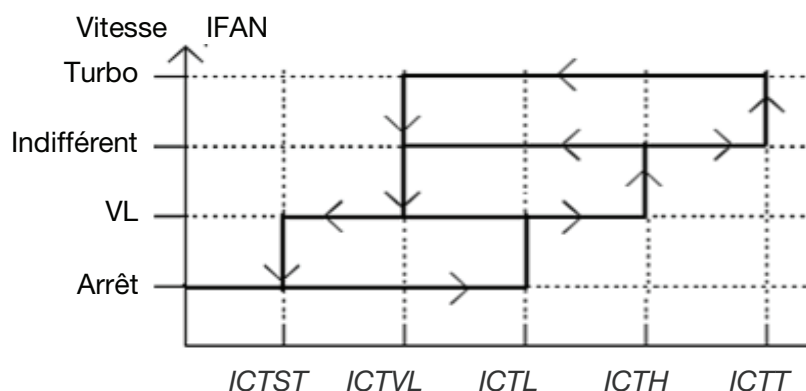 Vitesse IFAN
Turbo
Indifférent
VL
Arrêt
ICTST ICTVL ICTL ICTH ICTT